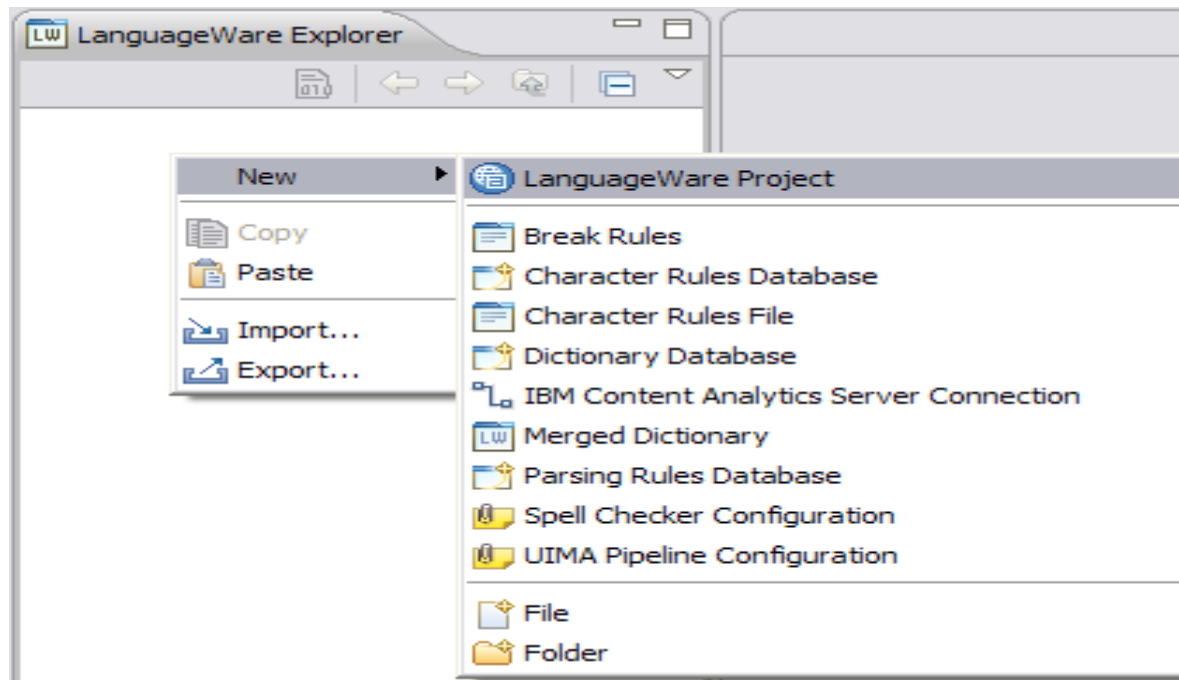 LW LanguageWare Explorer
010
New
LanguageWare Project
Copy
Paste
Import...
Export...
Break Rules
Character Rules Database
Character Rules File
Dictionary Database
IBM Content Analytics Server Connection
LW Merged Dictionary
Parsing Rules Database
Spell Checker Configuration
UIMA Pipeline Configuration
File
Folder